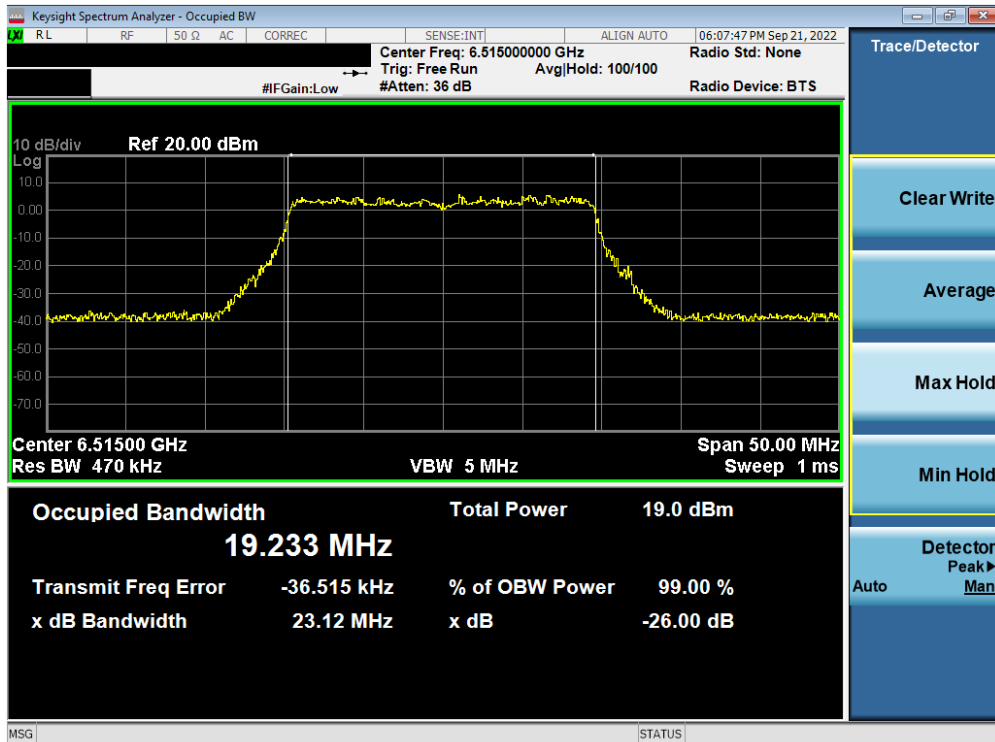 Keysight Spectrum Analyzer - Occupied BW
LXI RL RF 50 Ω AC CORREC SENSE:INT ALIGN AUTO 06:07:47 PM Sep 21, 2022
Center Freq: 6.515000000 GHz Radio Std: None
Trig: Free Run Avg|Hold: 100/100
#IFGain:Low #Atten: 36 dB Radio Device: BTS
Trace/Detector
10 dB/div Ref 20.00 dBm
Log
10.0
0.00
-10.0
-20.0
-30.0
-40.0
-50.0
-60.0
-70.0
Center 6.51500 GHz Span 50.00 MHz
Res BW 470 kHz VBW 5 MHz Sweep 1 ms
Occupied Bandwidth Total Power 19.0 dBm
19.233 MHz
Transmit Freq Error -36.515 kHz % of OBW Power 99.00 %
x dB Bandwidth 23.12 MHz x dB -26.00 dB
Clear Write
Average
Max Hold
Min Hold
Detector
Peak▶
Auto Man
MSG STATUS